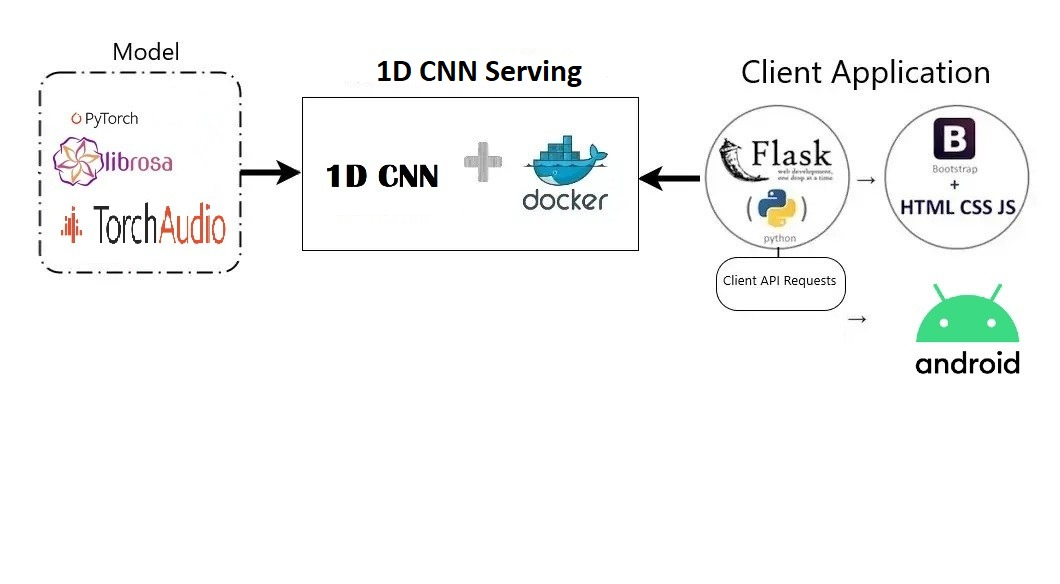 Model
PyTorch
librosa
TorchAudio
1D CNN Serving
1D CNN
docker
Client Application
Flask
web development,
one drop at a time
( )
python
Client API Requests
B
Bootstrap
+
HTML CSS JS
android